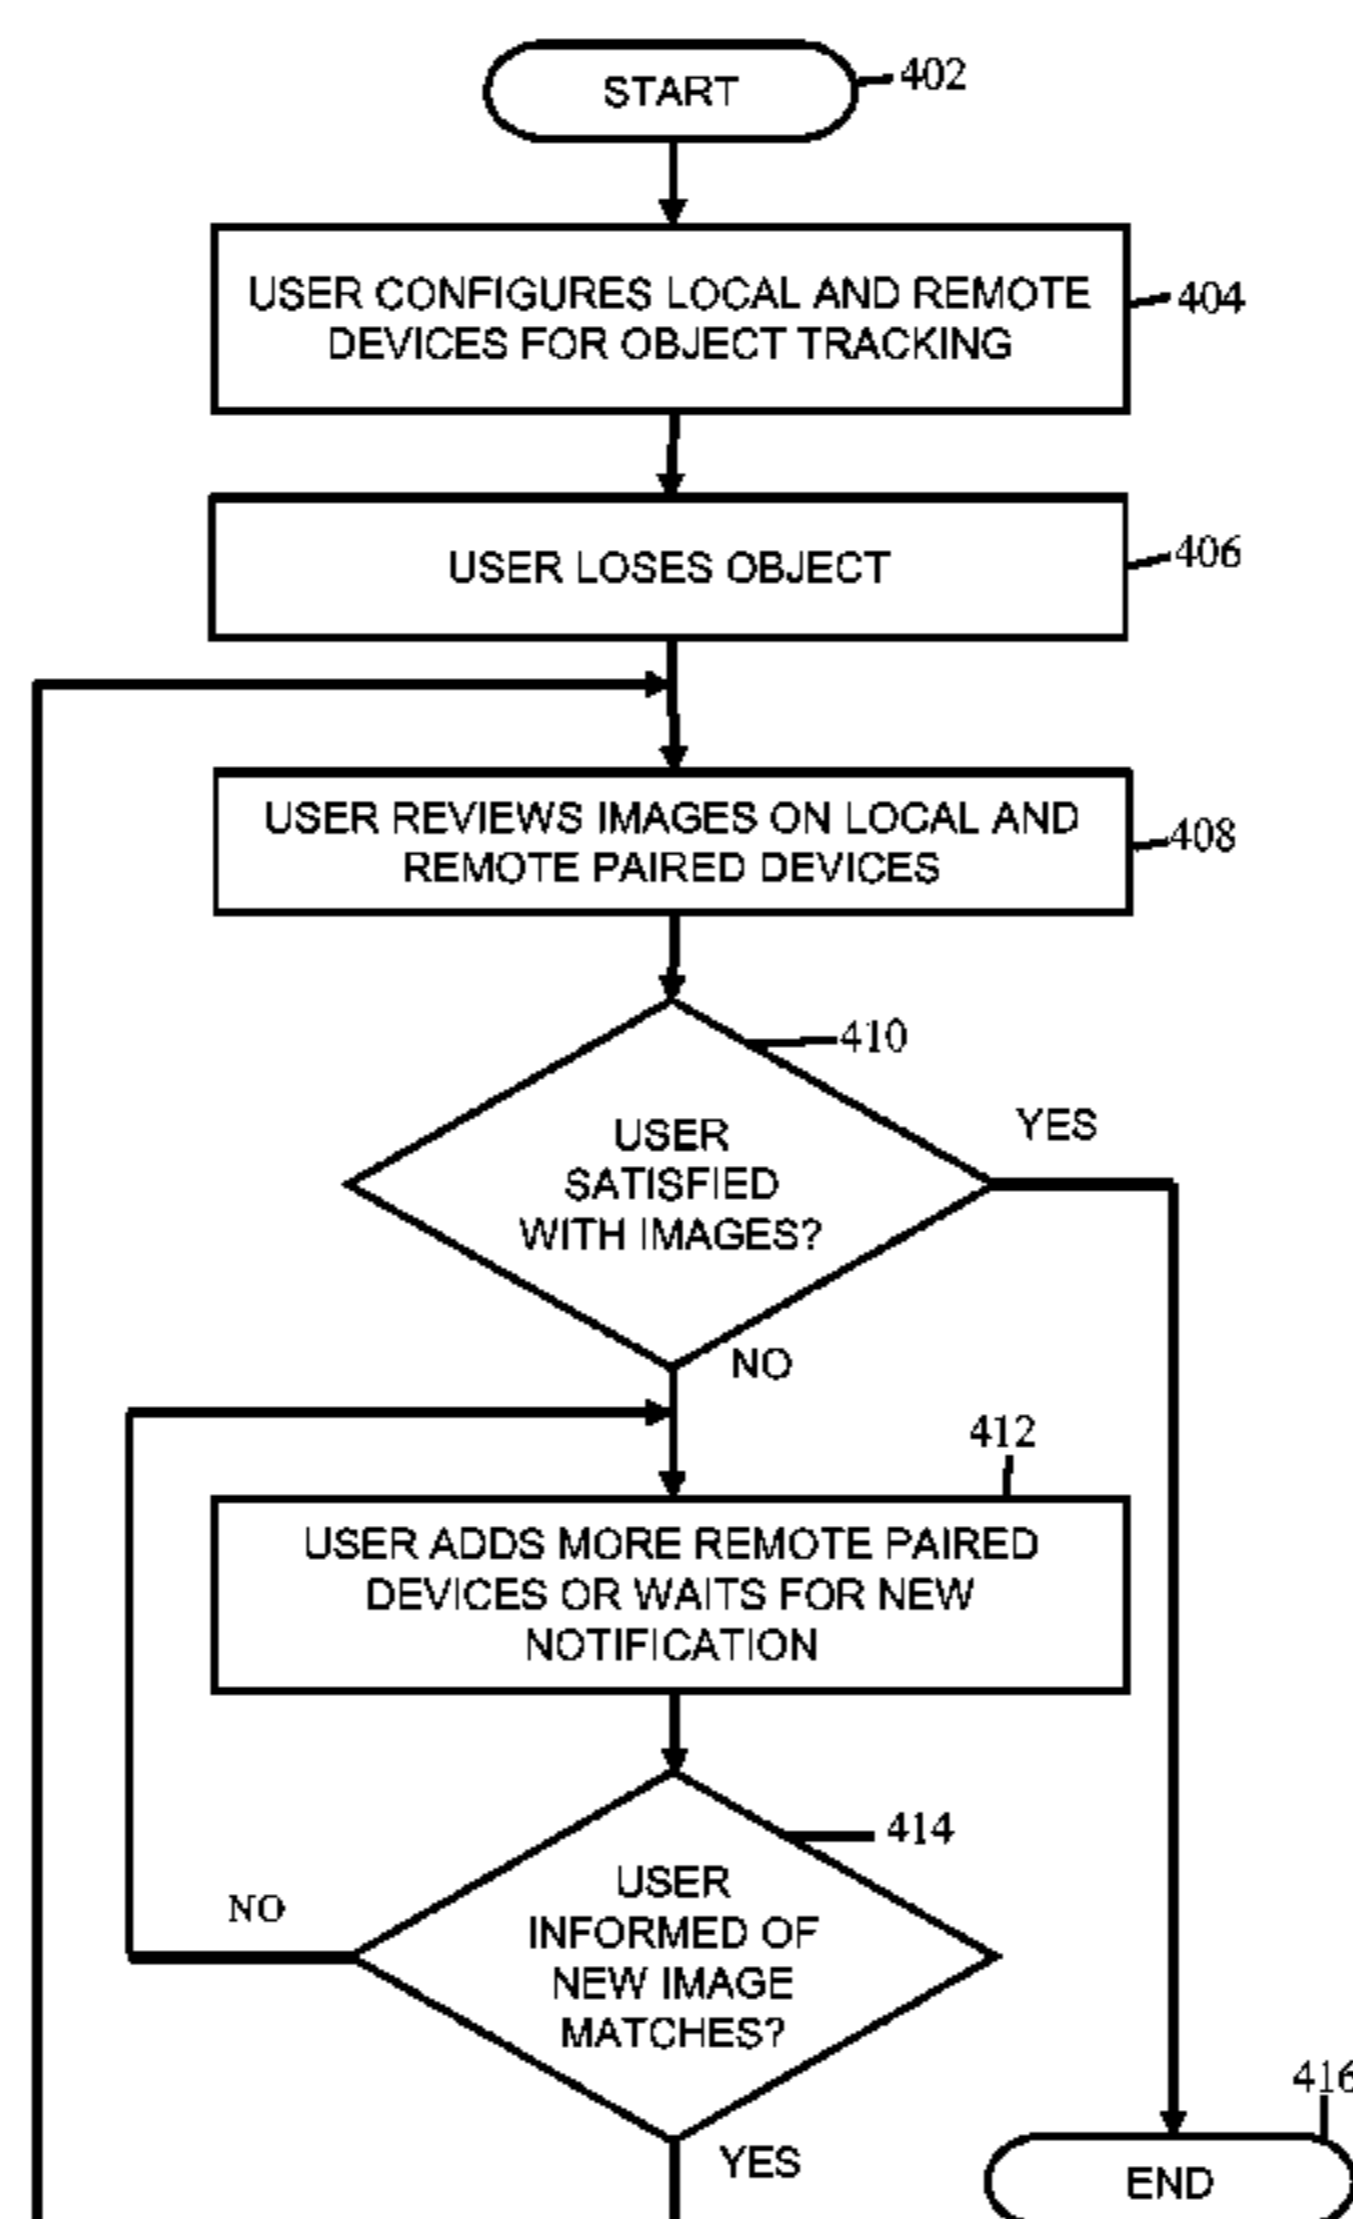 START
402
USER CONFIGURES LOCAL AND REMOTE
DEVICES FOR OBJECT TRACKING
404
USER LOSES OBJECT
406
USER REVIEWS IMAGES ON LOCAL AND
REMOTE PAIRED DEVICES
408
410
USER
SATISFIED
WITH IMAGES?
YES
NO
412
USER ADDS MORE REMOTE PAIRED
DEVICES OR WAITS FOR NEW
NOTIFICATION
414
USER
INFORMED OF
NEW IMAGE
MATCHES?
NO
YES
416
END